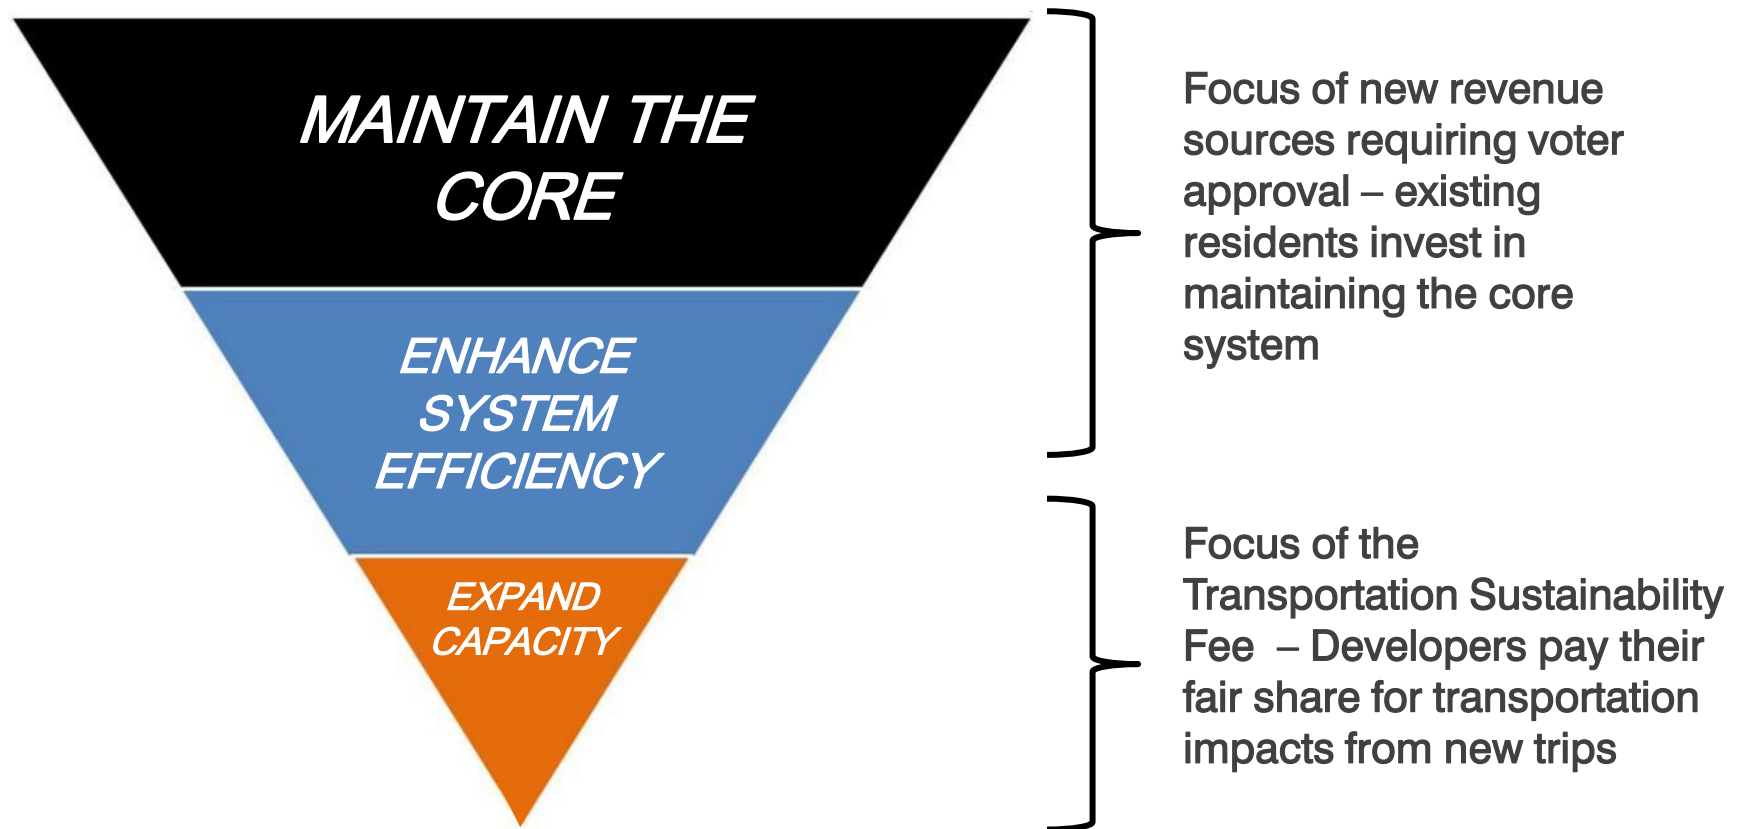 MAINTAIN THE
CORE
ENHANCE
SYSTEM
EFFICIENCY
EXPAND
CAPACITY
Focus of new revenue
sources requiring voter
approval – existing
residents invest in
maintaining the core
system
Focus of the
Transportation Sustainability
Fee  – Developers pay their
fair share for transportation
impacts from new trips